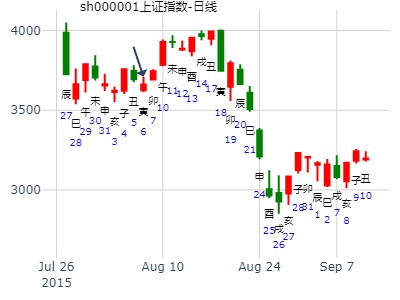 sh000001上证指数-日线
4000
3500
3000
辰
27
巳
28
午
29
未
30
申
31
亥
3
子
4
丑
5
寅
6
卯
7
午
10
未
11
申
12
酉
13
戌
14
丑
17
寅
18
卯
19
辰
20
巳
21
申
24
酉
25
戌
26
亥
27
子
28
卯
31
辰
1
巳
2
戌
7
亥
8
子
9
丑
10
Jul 26
2015
Aug 10
Aug 24
Sep 7